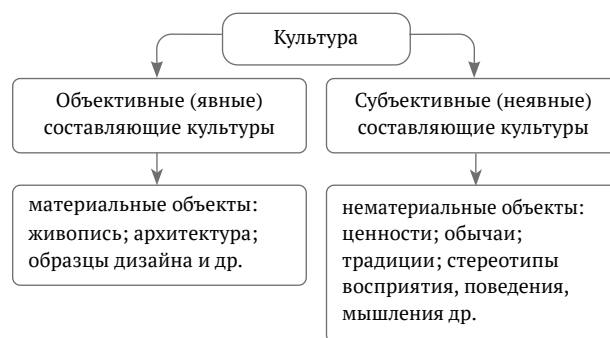 Культура
Объективные (явные)
составляющие культуры
Субъективные (неявные)
составляющие культуры
материальные объекты:
живопись; архитектура;
образцы дизайна и др.
нематериальные объекты:
ценности; обычаи;
традиции; стереотипы
восприятия, поведения,
мышления др.